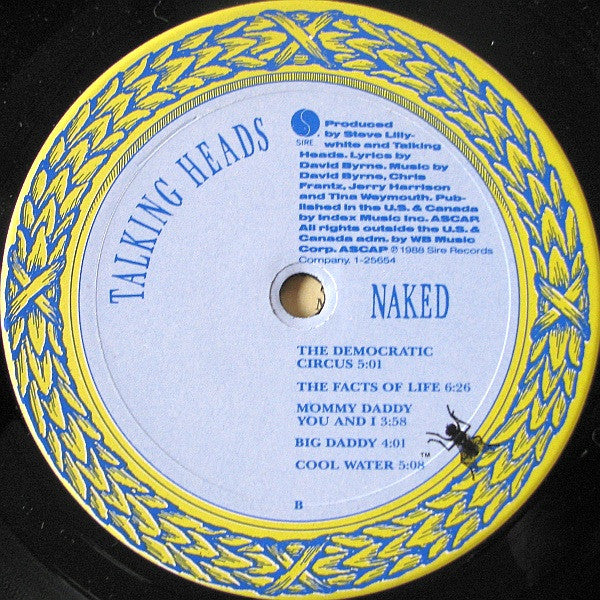 TALKING HEADS
SIRE
Produced
by Steve Lilly-
white and Talking
Heads. Lyrics by
David Byrne. Music by
David Byrne, Chris
Frantz, Jerry Harrison
and Tina Weymouth. Pub-
lished in the U.S. & Canada
by Index Music Inc. ASCAP.
All rights outside the U.S. &
Canada adm. by WB Music
Corp. ASCAP ℗1988 Sire Records
Company. 1-25654
NAKED
THE DEMOCRATIC
CIRCUS 5:01
THE FACTS OF LIFE 6:26
MOMMY DADDY
YOU AND I 3:58
BIG DADDY 4:01
COOL WATER 5:08
™
B